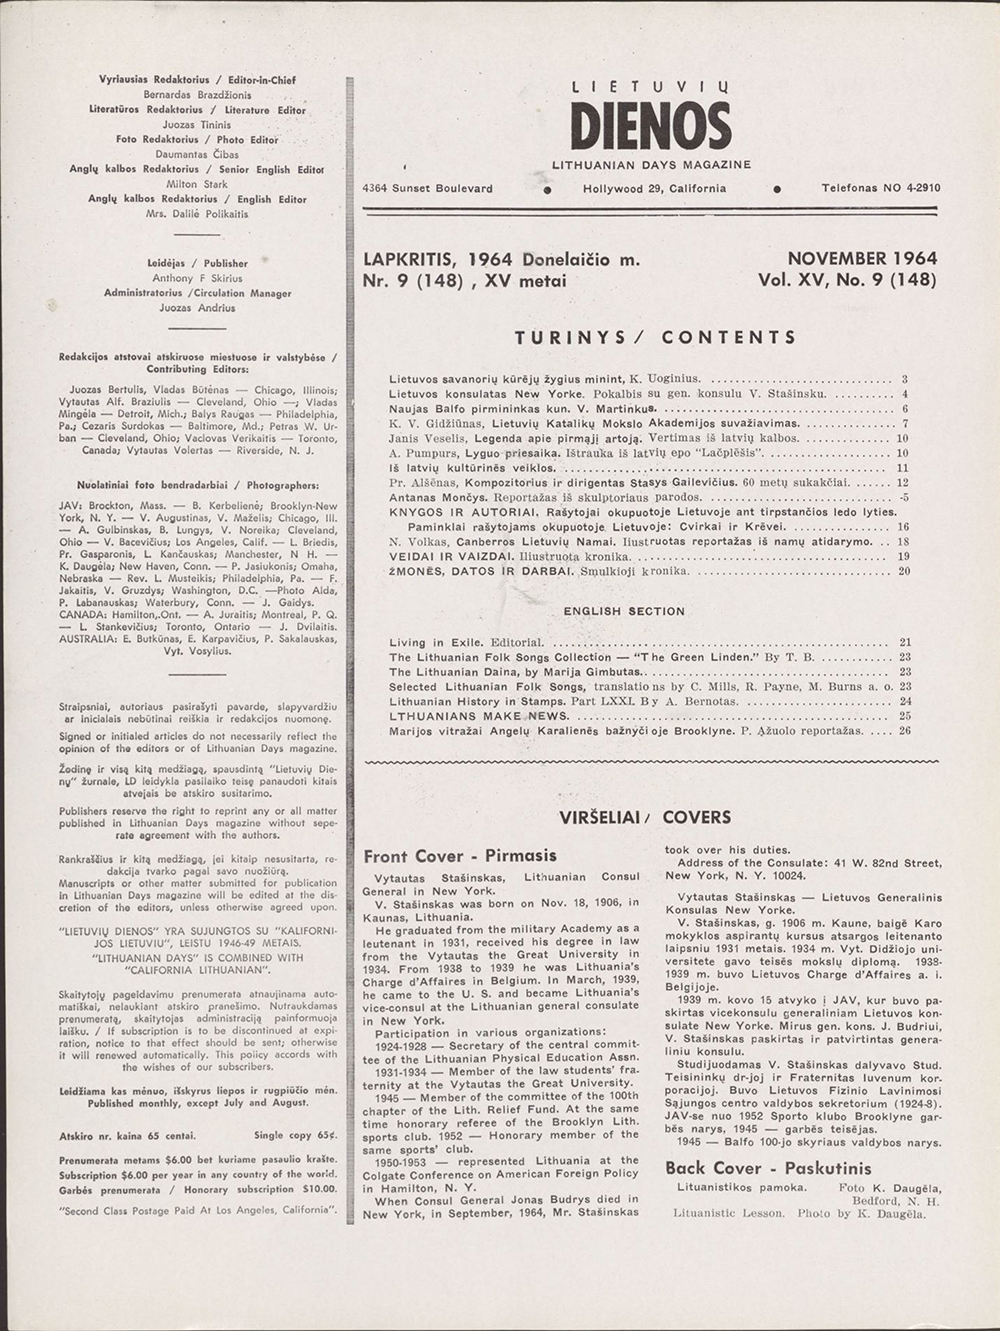 Vyriausias Redaktorius / Editor-in-Chief
Bernardas Brazdžionis
Literatūros Redaktorius / Literature Editor
Juozas Tininis
Foto Redaktorius / Photo Editor
Daumantas Čibas
Anglų kalbos Redaktorius / Senior English Editor
Milton Stark
Anglų kalbos Redaktorius / English Editor
Mrs. Dalilė Polikaitis
Leidėjas / Publisher
Anthony F Skirius
Administratorius /Circulation Manager
Juozas Andrius
Redakcijos atstovai atskiruose miestuose ir valstybėse /
Contributing Editors:
Juozas Bertulis, Vladas Būtėnas — Chicago, Illinois;
Vytautas Alf. Braziulis — Cleveland, Ohio —; Vladas
Mingėla — Detroit, Mich.; Balys Raugas — Philadelphia,
Pa.; Cezaris Surdokas — Baltimore, Md.; Petras W. Ur-
ban — Cleveland, Ohio; Vaclovas Verikaitis — Toronto,
Canada; Vytautas Volertas — Riverside, N. J.
Nuolatiniai foto bendradarbiai / Photographers:
JAV: Brockton, Mass. — B. Kerbelienė; Brooklyn-New
York, N. Y. — V. Augustinas, V. Maželis; Chicago, Ill.
— A. Gulbinskas, B. Lungys, V. Noreika; Cleveland,
Ohio — V. Bacevičius; Los Angeles, Calif. — L. Briedis,
Pr. Gasparonis, L. Kančauskas; Manchester, N H. —
K. Daugėla; New Haven, Conn. — P. Jasiukonis; Omaha,
Nebraska — Rev. L. Musteikis; Philadelphia, Pa. — F.
Jakaitis, V. Gruzdys; Washington, D.C. —Photo Aida,
P. Labanauskas; Waterbury, Conn. — J. Gaidys.
CANADA: Hamilton,.Ont. — A. Juraitis; Montreal, P. Q.
— L. Stankevičius; Toronto, Ontario — J. Dvilaitis.
AUSTRALIA: E. Butkūnas, E. Karpavičius, P. Sakalauskas,
Vyt. Vosylius.
Straipsniai, autoriaus pasirašyti pavarde, slapyvardžiu
ar inicialais nebūtinai reiškia ir redakcijos nuomonę.
Signed or initialed articles do not necessarily reflect the
opinion of the editors or of Lithuanian Days magazine.
Žodinę ir visą kitą medžiagą, spausdintą "Lietuvių Die-
nų" žurnale, LD leidykla pasilaiko teisę panaudoti kitais
atvejais be atskiro susitarimo.
Publishers reserve the right to reprint any or all matter
published in Lithuanian Days magazine without sepe-
rate agreement with the authors.
Rankraščius ir kitą medžiagą, jei kitaip nesusitarta, re-
dakcija tvarko pagal savo nuožiūrą.
Manuscripts or other matter submitted for publication
in Lithuanian Days magazine will be edited at the dis-
cretion of the editors, unless otherwise agreed upon.
"LIETUVIŲ DIENOS" YRA SUJUNGTOS SU "KALIFORNI-
JOS LIETUVIU", LEISTU 1946-49 METAIS.
"LITHUANIAN DAYS" IS COMBINED WITH
"CALIFORNIA LITHUANIAN".
Skaitytojų pageidavimu prenumerata atnaujinama auto-
matiškai, nelaukiant atskiro pranešimo. Nutraukdamas
prenumeratą, skaitytojas administraciją painformuoja
laišku. / If subscription is to be discontinued at expi-
ration, notice to that effect should be sent; otherwise
it will renewed automatically. This policy accords with
the wishes of our subscribers.
Leidžiama kas mėnuo, išskyrus liepos ir rugpiūčio mėn.
Published monthly, except July and August.
Atskiro nr. kaina 65 centai. Single copy 65¢.
Prenumerata metams $6.00 bet kuriame pasaulio krašte.
Subscription $6.00 per year in any country of the world.
Garbės prenumerata / Honorary subscription $10.00.
"Second Class Postage Paid At Los Angeles, California".
LIETUVIŲ
DIENOS
LITHUANIAN DAYS MAGAZINE
4364 Sunset Boulevard ● Hollywood 29, California ● Telefonas NO 4-2910
LAPKRITIS, 1964 Donelaičio m. NOVEMBER 1964
Nr. 9 (148) , XV metai Vol. XV, No. 9 (148)
TURINYS / CONTENTS
Lietuvos savanorių kūrėjų žygius minint, K. Uoginius. .......... 3
Lietuvos konsulatas New Yorke. Pokalbis su gen. konsulu V. Stašinsku. .......... 4
Naujas Balfo pirmininkas kun. V. Martinkus. .......... 6
K. V. Gidžiūnas, Lietuvių Katalikų Mokslo Akademijos suvažiavimas. .......... 7
Janis Veselis, Legenda apie pirmąjį artoją. Vertimas iš latvių kalbos. .......... 10
A. Pumpurs, Lyguo priesaika. Ištrauka iš latvių epo "Lačplėšis". .......... 10
Iš latvių kultūrinės veiklos. .......... 11
Pr. Alšėnas, Kompozitorius ir dirigentas Stasys Gailevičius. 60 metų sukakčiai. ...... 12
Antanas Mončys. Reportažas iš skulptoriaus parodos. .......... -5
KNYGOS IR AUTORIAI. Rašytojai okupuotoje Lietuvoje ant tirpstančios ledo lyties.
Paminklai rašytojams okupuotoje Lietuvoje: Cvirkai ir Krėvei. .......... 16
N. Volkas, Canberros Lietuvių Namai. Iiustruotas reportažas iš namų atidarymo. .. 18
VEIDAI IR VAIZDAI. Iliustruota kronika. .......... 19
ŽMONĖS, DATOS IR DARBAI. Smulkioji kronika. .......... 20
ENGLISH SECTION
Living in Exile. Editorial. .......... 21
The Lithuanian Folk Songs Collection — "The Green Linden." By T. B. .......... 23
The Lithuanian Daina, by Marija Gimbutas.. .......... 23
Selected Lithuanian Folk Songs, translations by C. Mills, R. Payne, M. Burns a. o. 23
Lithuanian History in Stamps. Part LXXI. By A. Bernotas. .......... 24
LTHUANIANS MAKE NEWS. .......... 25
Marijos vitražai Angelų Karalienės bažnyčioje Brooklyne. P. Ąžuolo reportažas. .... 26
VIRŠELIAI / COVERS
Front Cover - Pirmasis
Vytautas Stašinskas, Lithuanian Consul
General in New York.
V. Stašinskas was born on Nov. 18, 1906, in
Kaunas, Lithuania.
He graduated from the military Academy as a
leutenant in 1931, received his degree in law
from the Vytautas the Great University in
1934. From 1938 to 1939 he was Lithuania's
Charge d'Affaires in Belgium. In March, 1939,
he came to the U. S. and became Lithuania's
vice-consul at the Lithuanian general consulate
in New York.
Participation in various organizations:
1924-1928 — Secretary of the central commit-
tee of the Lithuanian Physical Education Assn.
1931-1934 — Member of the law students' fra-
ternity at the Vytautas the Great University.
1945 — Member of the committee of the 100th
chapter of the Lith. Relief Fund. At the same
time honorary referee of the Brooklyn Lith.
sports club. 1952 — Honorary member of the
same sports' club.
1950-1953 — represented Lithuania at the
Colgate Conference on American Foreign Policy
in Hamilton, N. Y.
When Consul General Jonas Budrys died in
New York, in September, 1964, Mr. Stašinskas
took over his duties.
Address of the Consulate: 41 W. 82nd Street,
New York, N. Y. 10024.
Vytautas Stašinskas — Lietuvos Generalinis
Konsulas New Yorke.
V. Stašinskas, g. 1906 m. Kaune, baigė Karo
mokyklos aspirantų kursus atsargos leitenanto
laipsniu 1931 metais. 1934 m. Vyt. Didžiojo uni-
versitete gavo teisės mokslų diplomą. 1938-
1939 m. buvo Lietuvos Charge d'Affaires a. i.
Belgijoje.
1939 m. kovo 15 atvyko į JAV, kur buvo pa-
skirtas vicekonsulu generaliniam Lietuvos kon-
sulate New Yorke. Mirus gen. kons. J. Budriui,
V. Stašinskas paskirtas ir patvirtintas genera-
liniu konsulu.
Studijuodamas V. Stašinskas dalyvavo Stud.
Teisininkų dr-joj ir Fraternitas Iuvenum kor-
poracijoj. Buvo Lietuvos Fizinio Lavinimosi
Sąjungos centro valdybos sekretorium (1924-8).
JAV-se nuo 1952 Sporto klubo Brooklyne gar-
bės narys, 1945 — garbės teisėjas.
1945 — Balfo 100-jo skyriaus valdybos narys.
Back Cover - Paskutinis
Lituanistikos pamoka. Foto K. Daugėla,
Bedford, N. H.
Lituanistic Lesson. Photo by K. Daugėla.